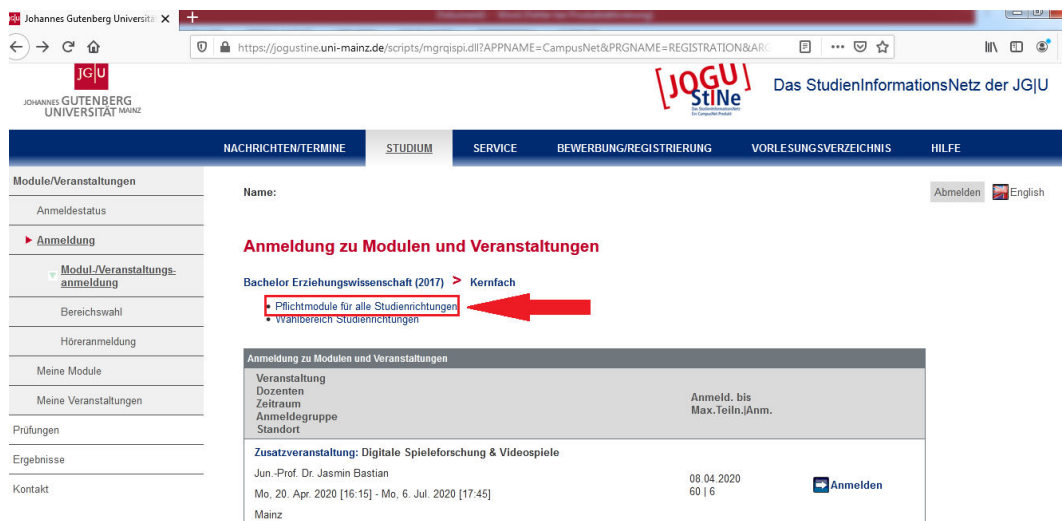 Johannes Gutenberg Universitä
https://jogustine.uni-mainz.de/scripts/mgrqispi.dll?APPNAME=CampusNet&PRGNAME=REGISTRATION&ARG
JG|U
JOHANNES GUTENBERG
UNIVERSITÄT MAINZ
JOGU
StINe
Das StudienInformationsNetz der JG|U
NACHRICHTEN/TERMINE STUDIUM SERVICE BEWERBUNG/REGISTRIERUNG VORLESUNGSVERZEICHNIS HILFE
Module/Veranstaltungen
Anmeldestatus
Anmeldung
Modul-/Veranstaltungs-
anmeldung
Bereichswahl
Höreranmeldung
Meine Module
Meine Veranstaltungen
Prüfungen
Ergebnisse
Kontakt
Name:
Abmelden English
Anmeldung zu Modulen und Veranstaltungen
Bachelor Erziehungswissenschaft (2017) > Kernfach
• Pflichtmodule für alle Studienrichtungen
• Wahlbereich Studienrichtungen
Anmeldung zu Modulen und Veranstaltungen
Veranstaltung
Dozenten
Zeitraum
Anmeldegruppe
Standort
Anmeld. bis
Max.Teiln.|Anm.
Zusatzveranstaltung: Digitale Spieleforschung & Videospiele
Jun.-Prof. Dr. Jasmin Bastian
Mo, 20. Apr. 2020 [16:15] - Mo, 6. Jul. 2020 [17:45]
Mainz
08.04.2020
60 | 6
Anmelden